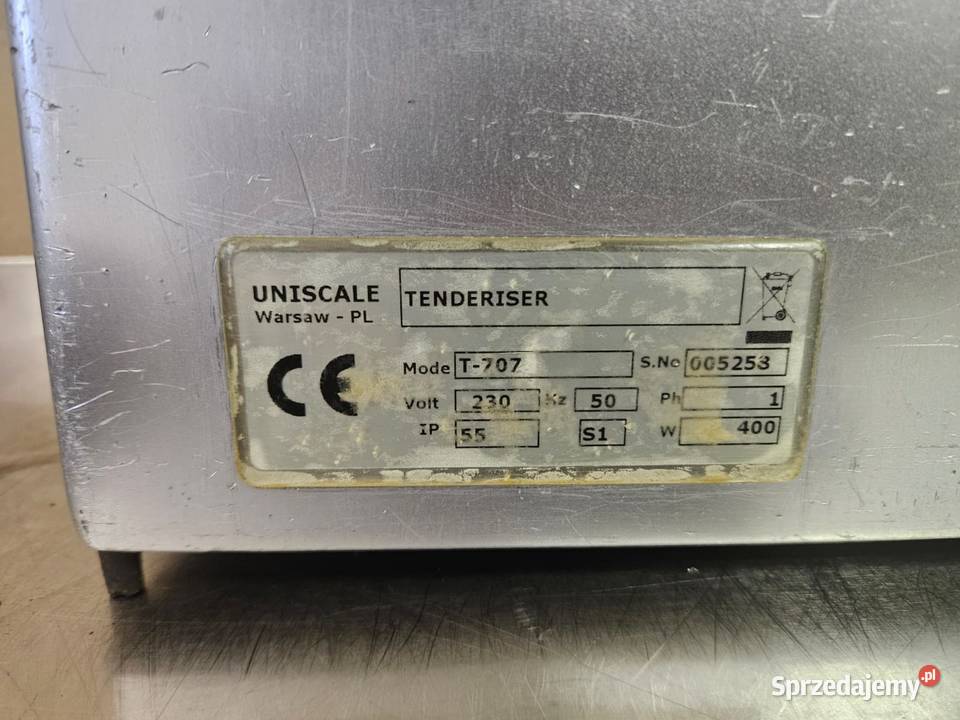 UNISCALE TENDERISER
Warsaw - PL
CE
Mode T-707 S.No 005253
Volt 230 Hz 50 Ph 1
IP 55 S1 W 400
Sprzedajemy.pl